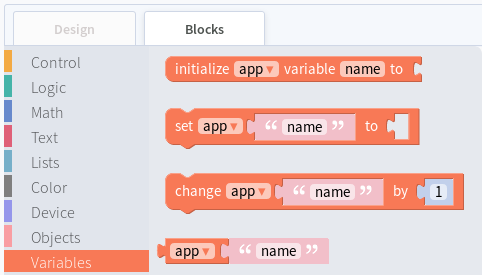 Design
Blocks
Control
Logic
Math
Text
Lists
Color
Device
Objects
Variables
initialize app ▾ variable name to
set app ▾ “ name ” to
change app ▾ “ name ” by 1
app ▾ “ name ”